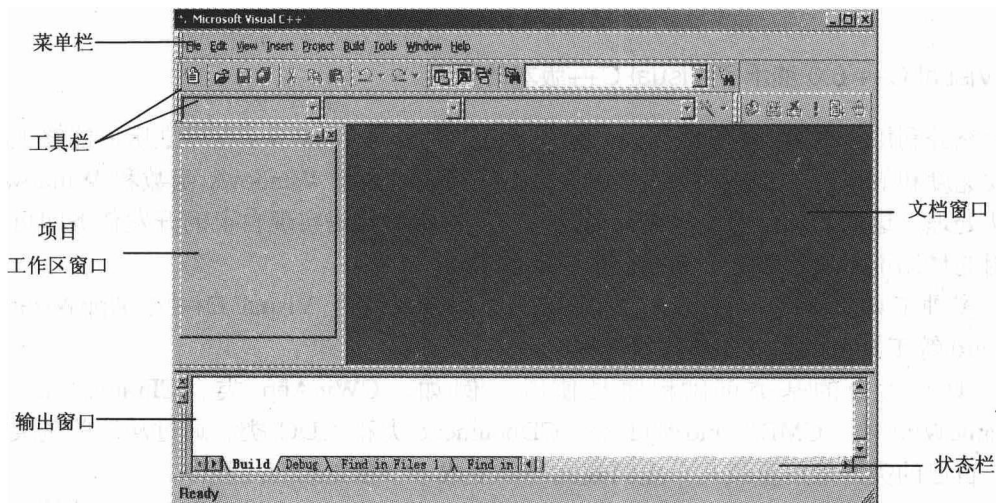 Microsoft Visual C++
菜单栏
File Edit View Insert Project Build Tools Window Help
工具栏
项目
工作区窗口
文档窗口
输出窗口
Build Debug Find in Files 1 Find in
状态栏
Ready